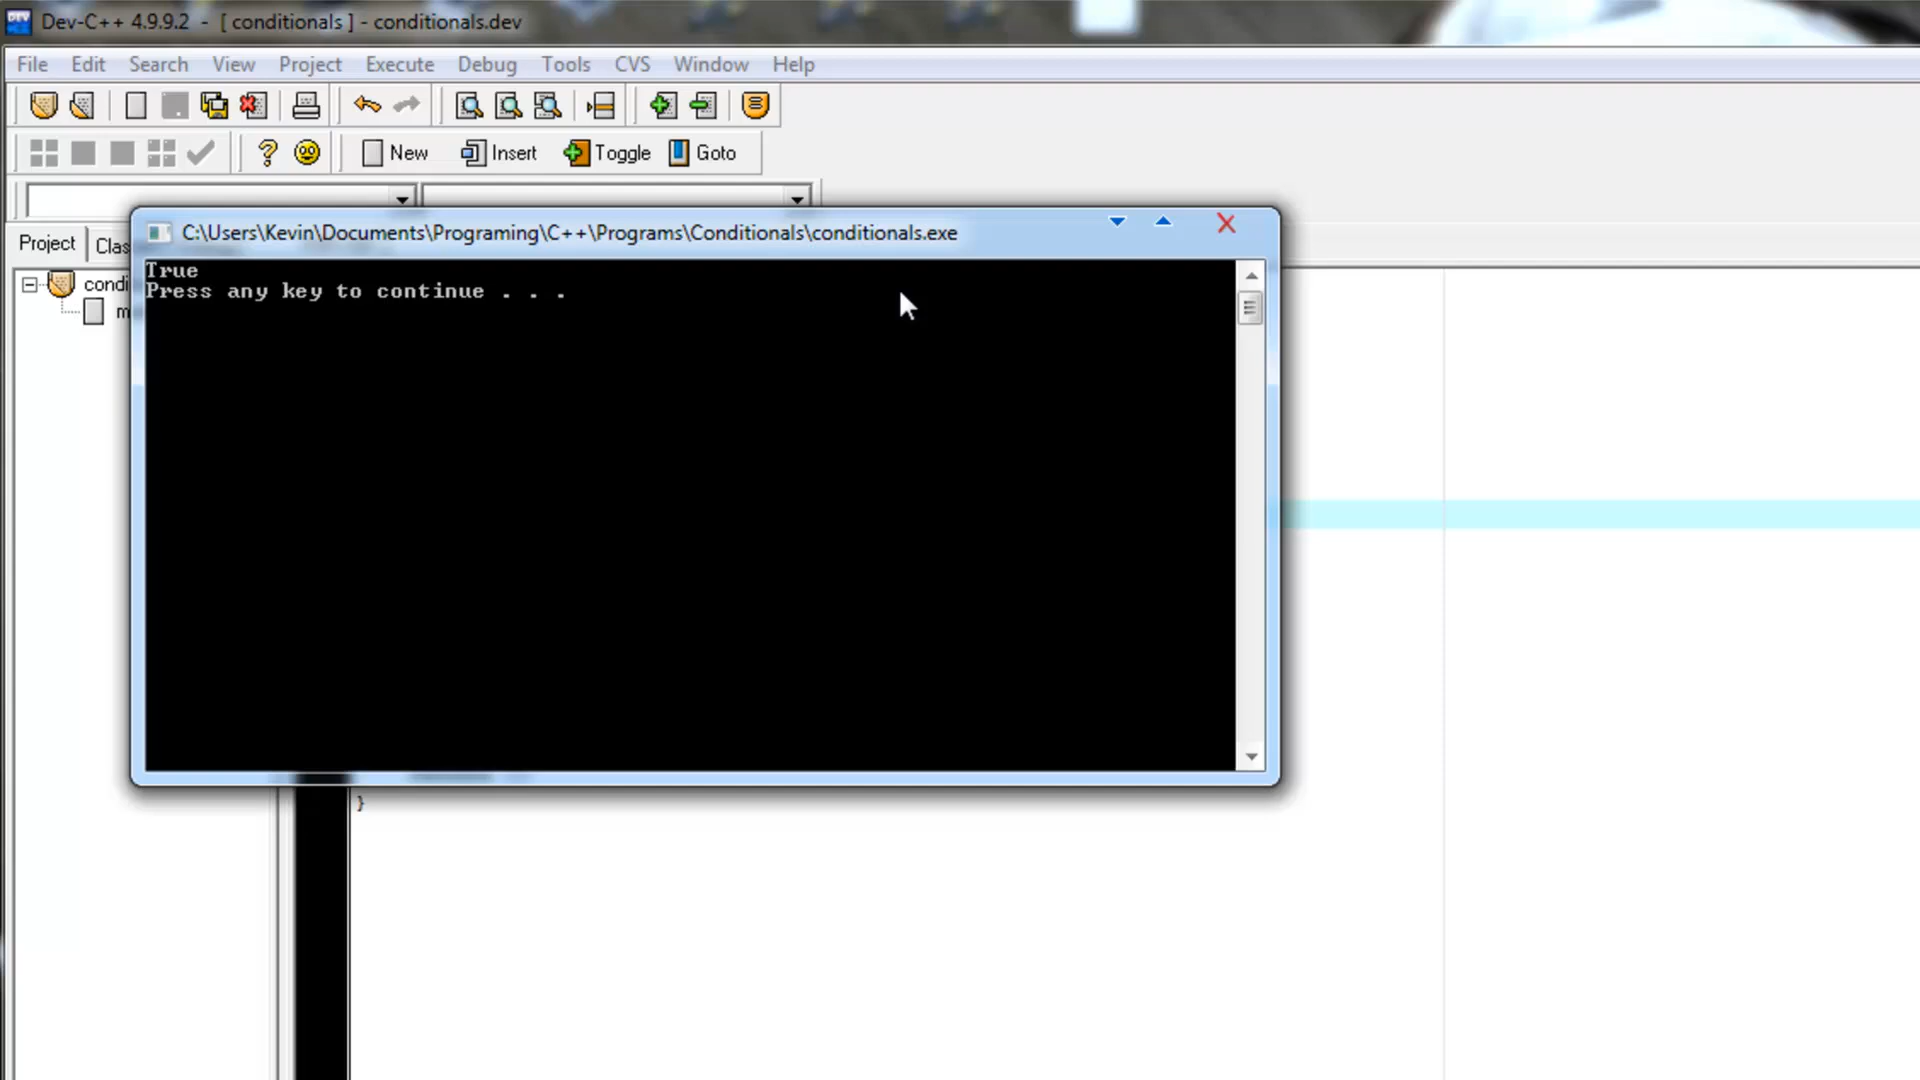 Dev-C++ 4.9.9.2 - [ conditionals ] - conditionals.dev
File Edit Search View Project Execute Debug Tools CVS Window Help
New Insert Toggle Goto
Project Clas
C:\Users\Kevin\Documents\Programing\C++\Programs\Conditionals\conditionals.exe
True
condi
Press any key to continue . . .
m
}